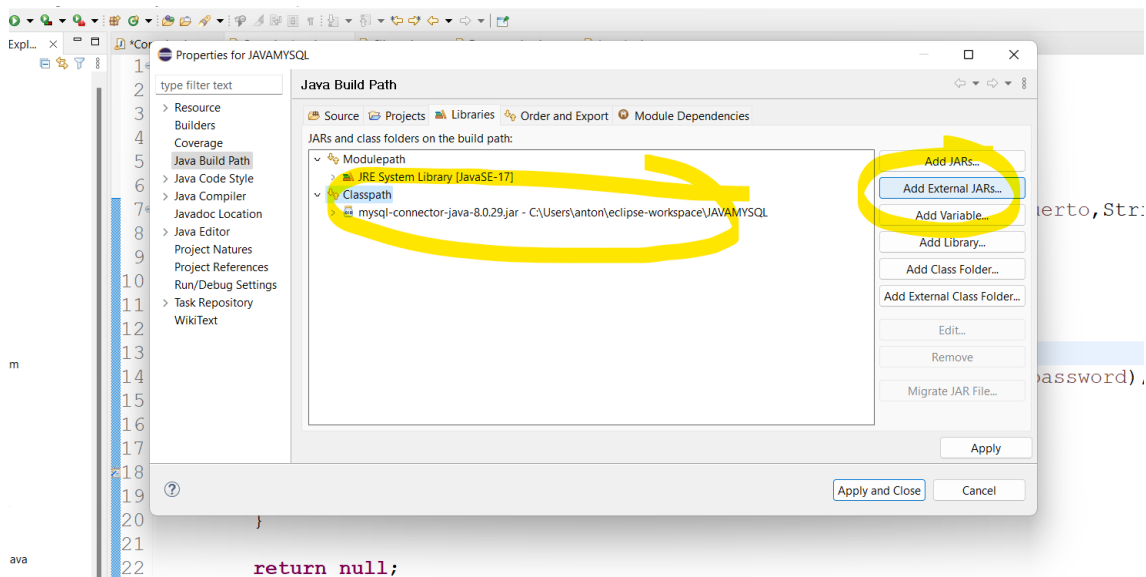 Expl...
*Co
Properties for JAVAMYSQL
type filter text
Java Build Path
Resource
Builders
Coverage
Java Build Path
Java Code Style
Java Compiler
Javadoc Location
Java Editor
Project Natures
Project References
Run/Debug Settings
Task Repository
WikiText
Source Projects Libraries Order and Export Module Dependencies
JARs and class folders on the build path:
Modulepath
JRE System Library [JavaSE-17]
Classpath
mysql-connector-java-8.0.29.jar - C:\Users\anton\eclipse-workspace\JAVAMYSQL
Add JARs...
Add External JARs...
Add Variable...
Add Library...
Add Class Folder...
Add External Class Folder...
Edit...
Remove
Migrate JAR File...
Apply
Apply and Close Cancel
1
2
3
4
5
6
7
8
9
10
11
12
13
14
15
16
17
18
19
20 }
21
22 return null;
uerto,Stri
password),
m
ava